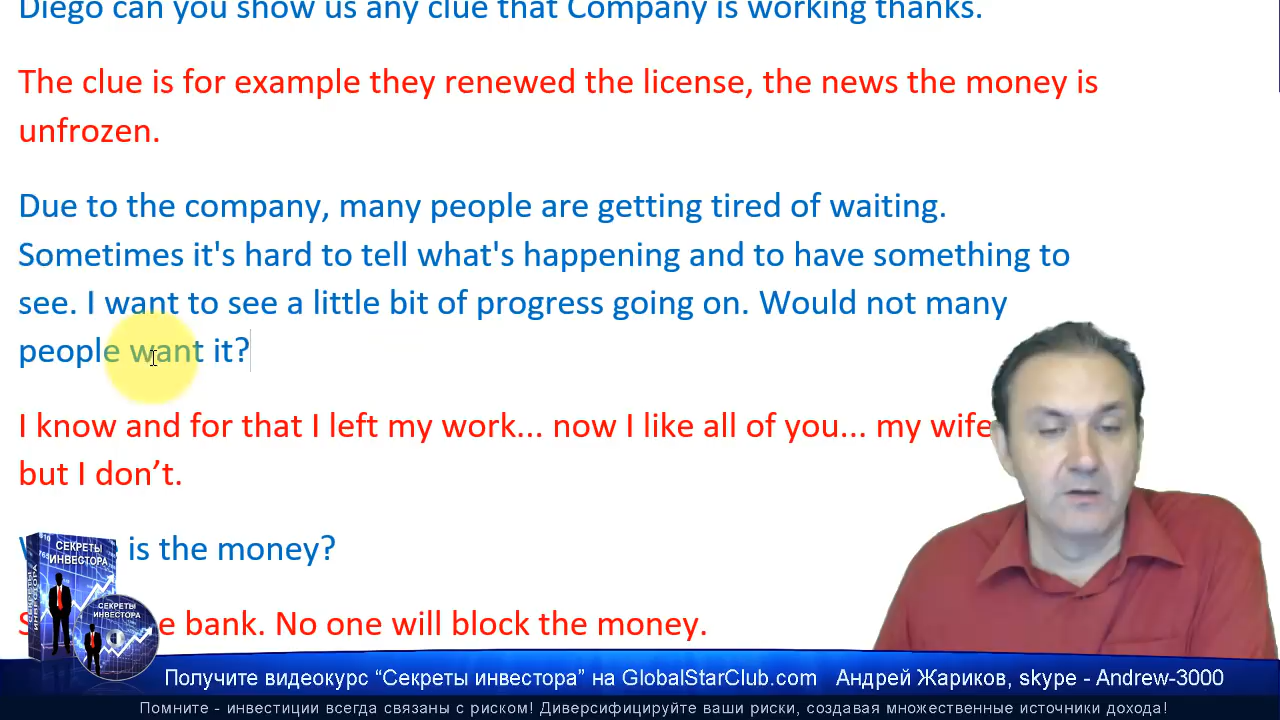 Diego can you show us any clue that Company is working thanks.
The clue is for example they renewed the license, the news the money is
unfrozen.
Due to the company, many people are getting tired of waiting.
Sometimes it's hard to tell what's happening and to have something to
see. I want to see a little bit of progress going on. Would not many
people want it?
I know and for that I left my work... now I like all of you... my wife
but I don’t.
is the money?
bank. No one will block the money.
СЕКРЕТЫ
ИНВЕСТОРА
СЕКРЕТЫ
ИНВЕСТОРА
Получите видеокурс “Секреты инвестора” на GlobalStarClub.com Андрей Жариков, skype - Andrew-3000
Помните - инвестиции всегда связаны с риском! Диверсифицируйте ваши риски, создавая множественные источники дохода!